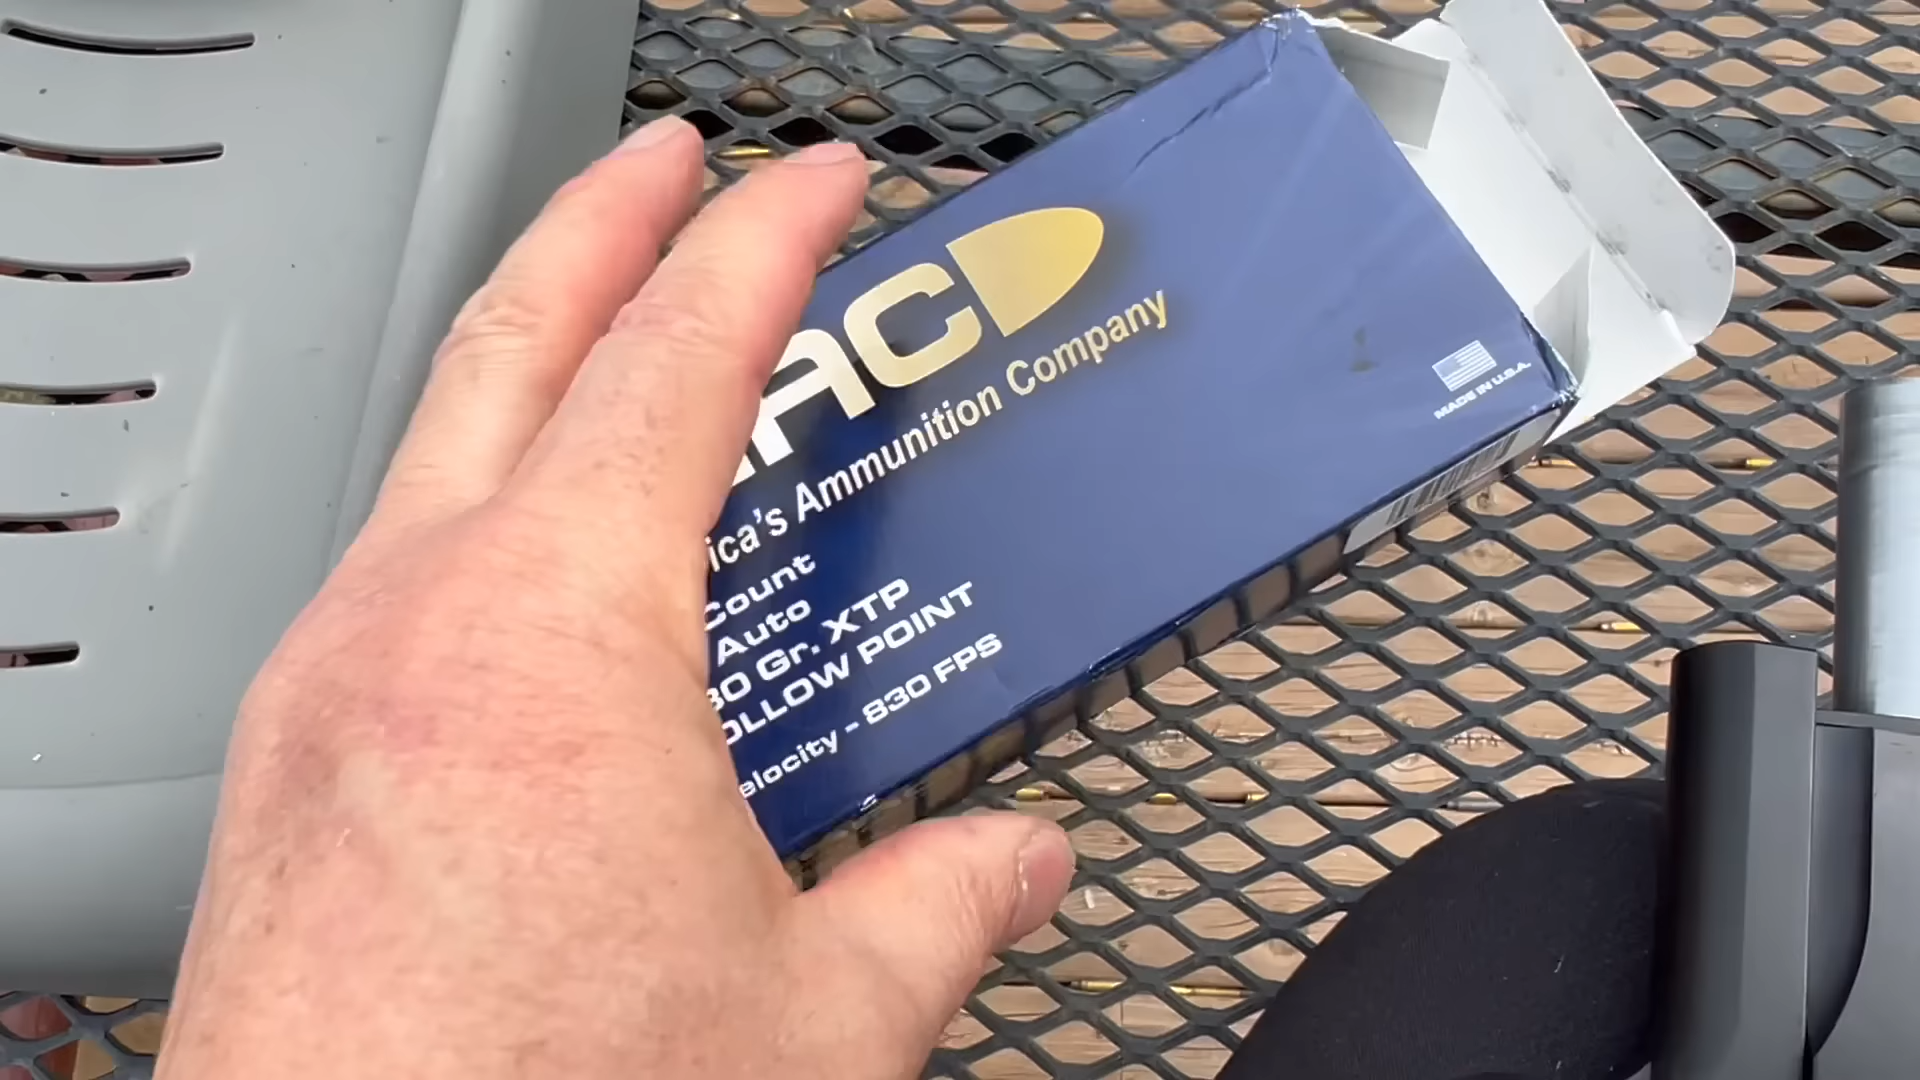 AC
ica's Ammunition Company
Count
Auto
30 Gr. XTP
OLLOW POINT
elocity - 830 FPS
MADE IN U.S.A.